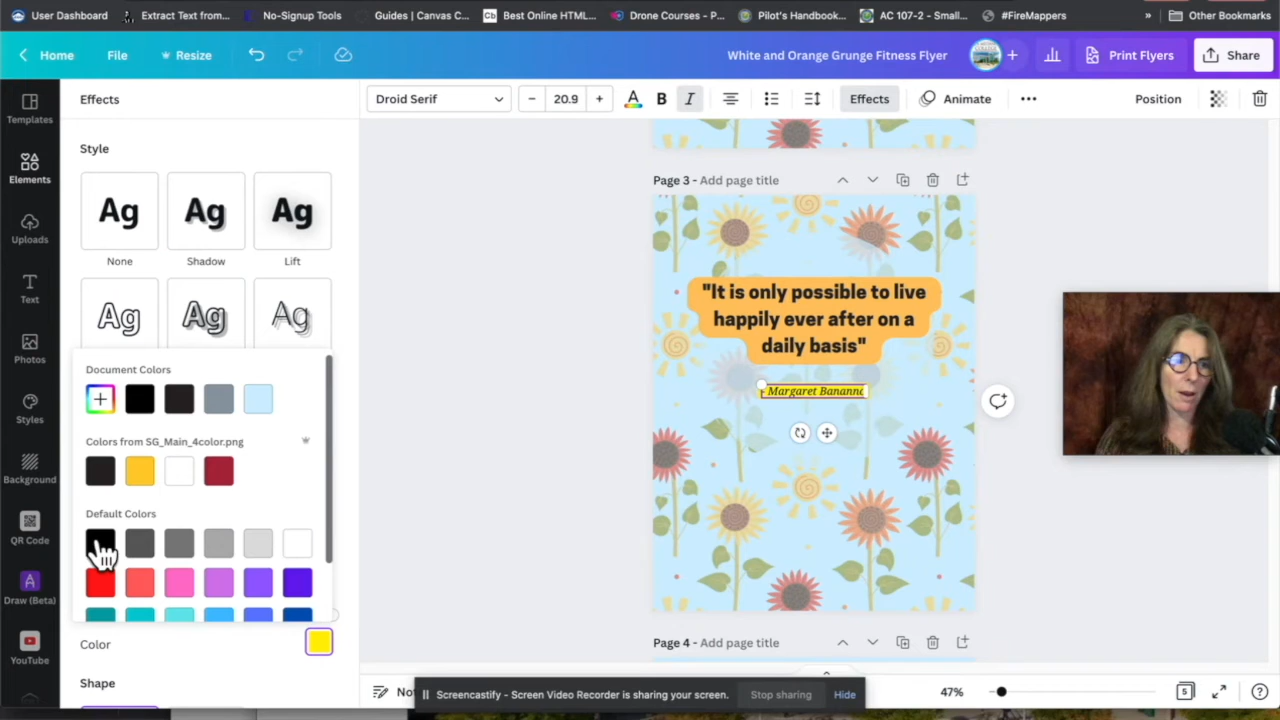 User Dashboard
Extract Text from...
No-Signup Tools
Guides | Canvas C...
Cb
Best Online HTML...
Drone Courses - P...
Pilot's Handbook...
AC 107-2 - Small...
#FireMappers
»
Other Bookmarks
Home
File
Resize
White and Orange Grunge Fitness Flyer
+
Print Flyers
Share
Templates
Elements
Uploads
Text
Photos
Styles
Background
QR Code
Draw (Beta)
YouTube
Effects
Style
Ag
Ag
Ag
None
Shadow
Lift
Ag
Ag
Ag
Document Colors
+
Colors from SG_Main_4color.png
Default Colors
Color
Shape
Droid Serif
− 20.9 +
A
B
I
Effects
Animate
•••
Position
Page 3 - Add page title
"It is only possible to live
happily ever after on a
daily basis"
Margaret Bananno
Page 4 - Add page title
Not
Screencastify - Screen Video Recorder is sharing your screen.
Stop sharing
Hide
47%
5
?